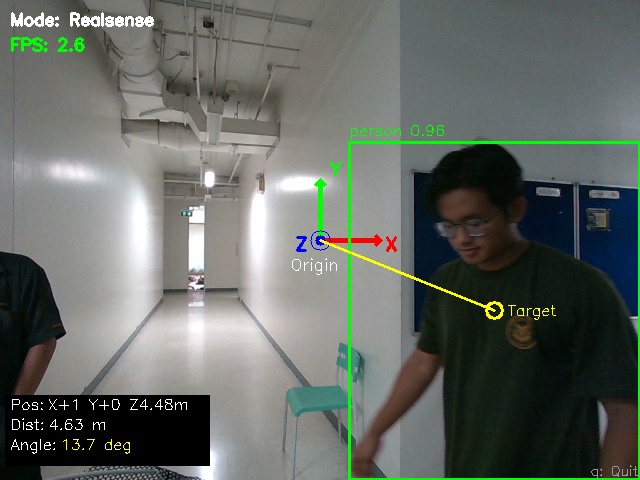 Mode: Realsense
FPS: 2.6
person 0.96
Y
Z
X
Origin
Target
Pos: X+1 Y+0 Z4.48m
Dist: 4.63 m
Angle: 13.7 deg
q: Quit